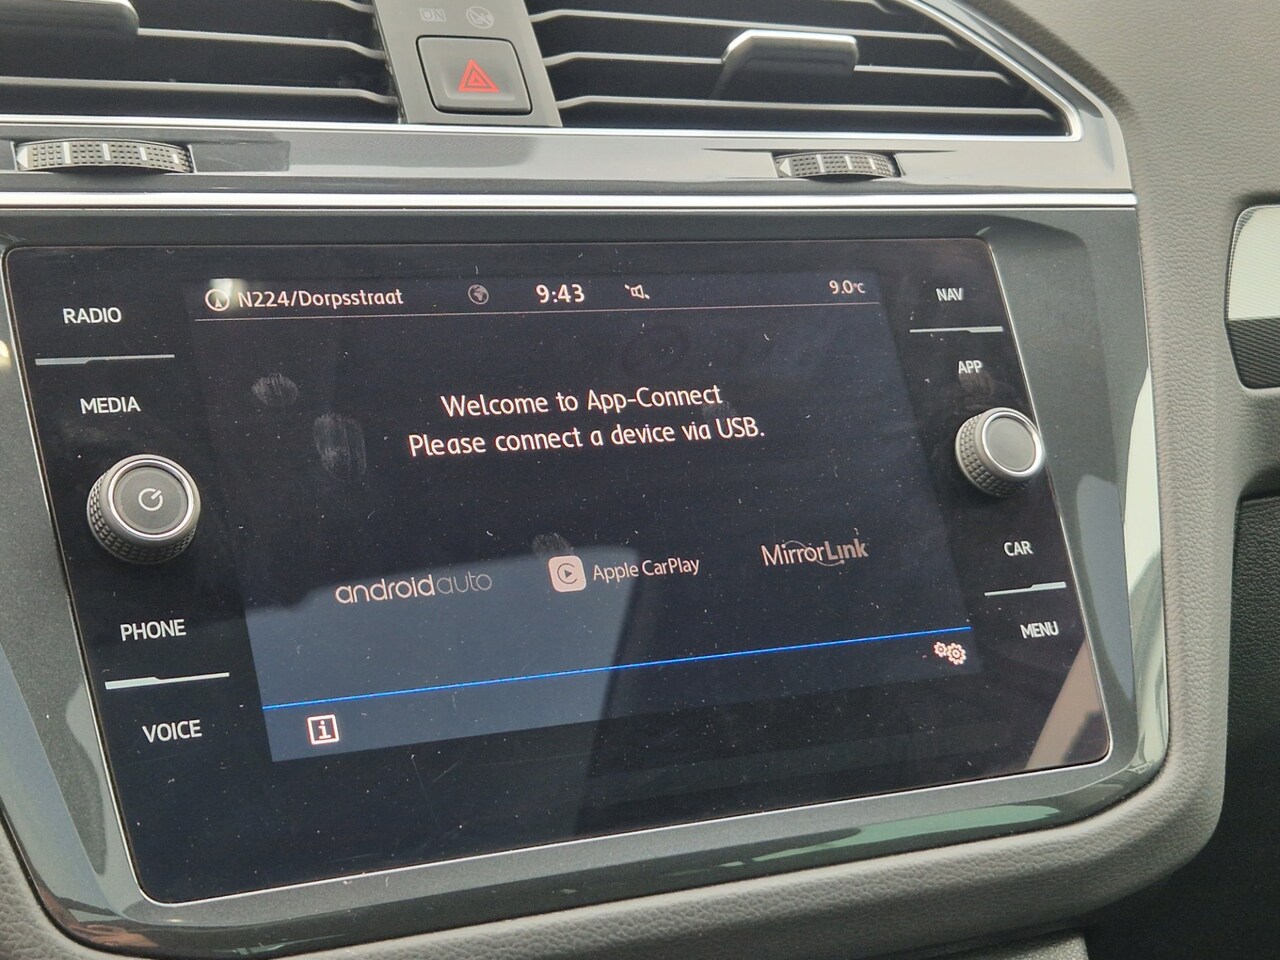 ON
RADIO
MEDIA
PHONE
VOICE
N224/Dorpsstraat
9:43
9.0°C
Welcome to App-Connect
Please connect a device via USB.
androidauto
Apple CarPlay
MirrorLink
i
NAV
APP
CAR
MENU